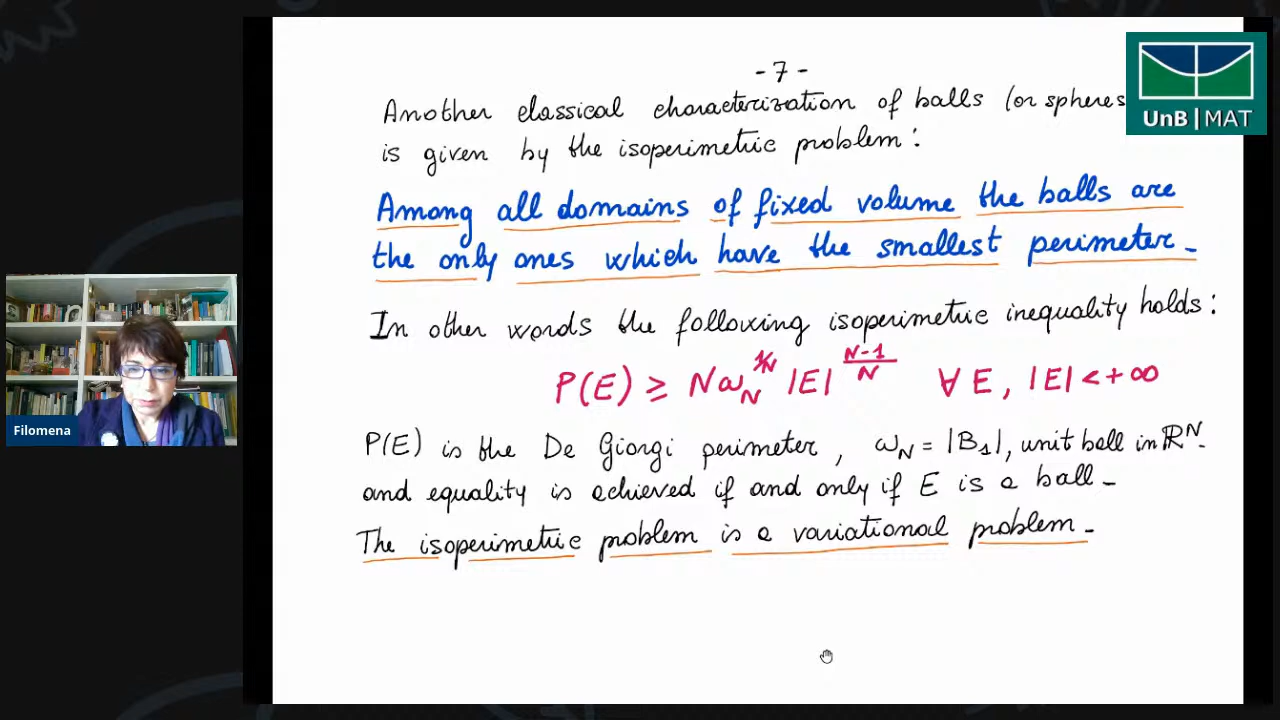 - 7 -
Another classical characterization of balls (or spheres
is given by the isoperimetric problem:
Among all domains of fixed volume the balls are
the only ones which have the smallest perimeter -
In other words the following isoperimetric inequality holds:
P(E) ≥ N ω_N^{1/N} |E|^{\frac{N-1}{N}} ∀ E, |E| < +∞
P(E) is the De Giorgi perimeter, ω_N = |B_1|, unit ball in ℝ^N -
and equality is achieved if and only if E is a ball -
The isoperimetric problem is a variational problem -
UnB | MAT
Filomena